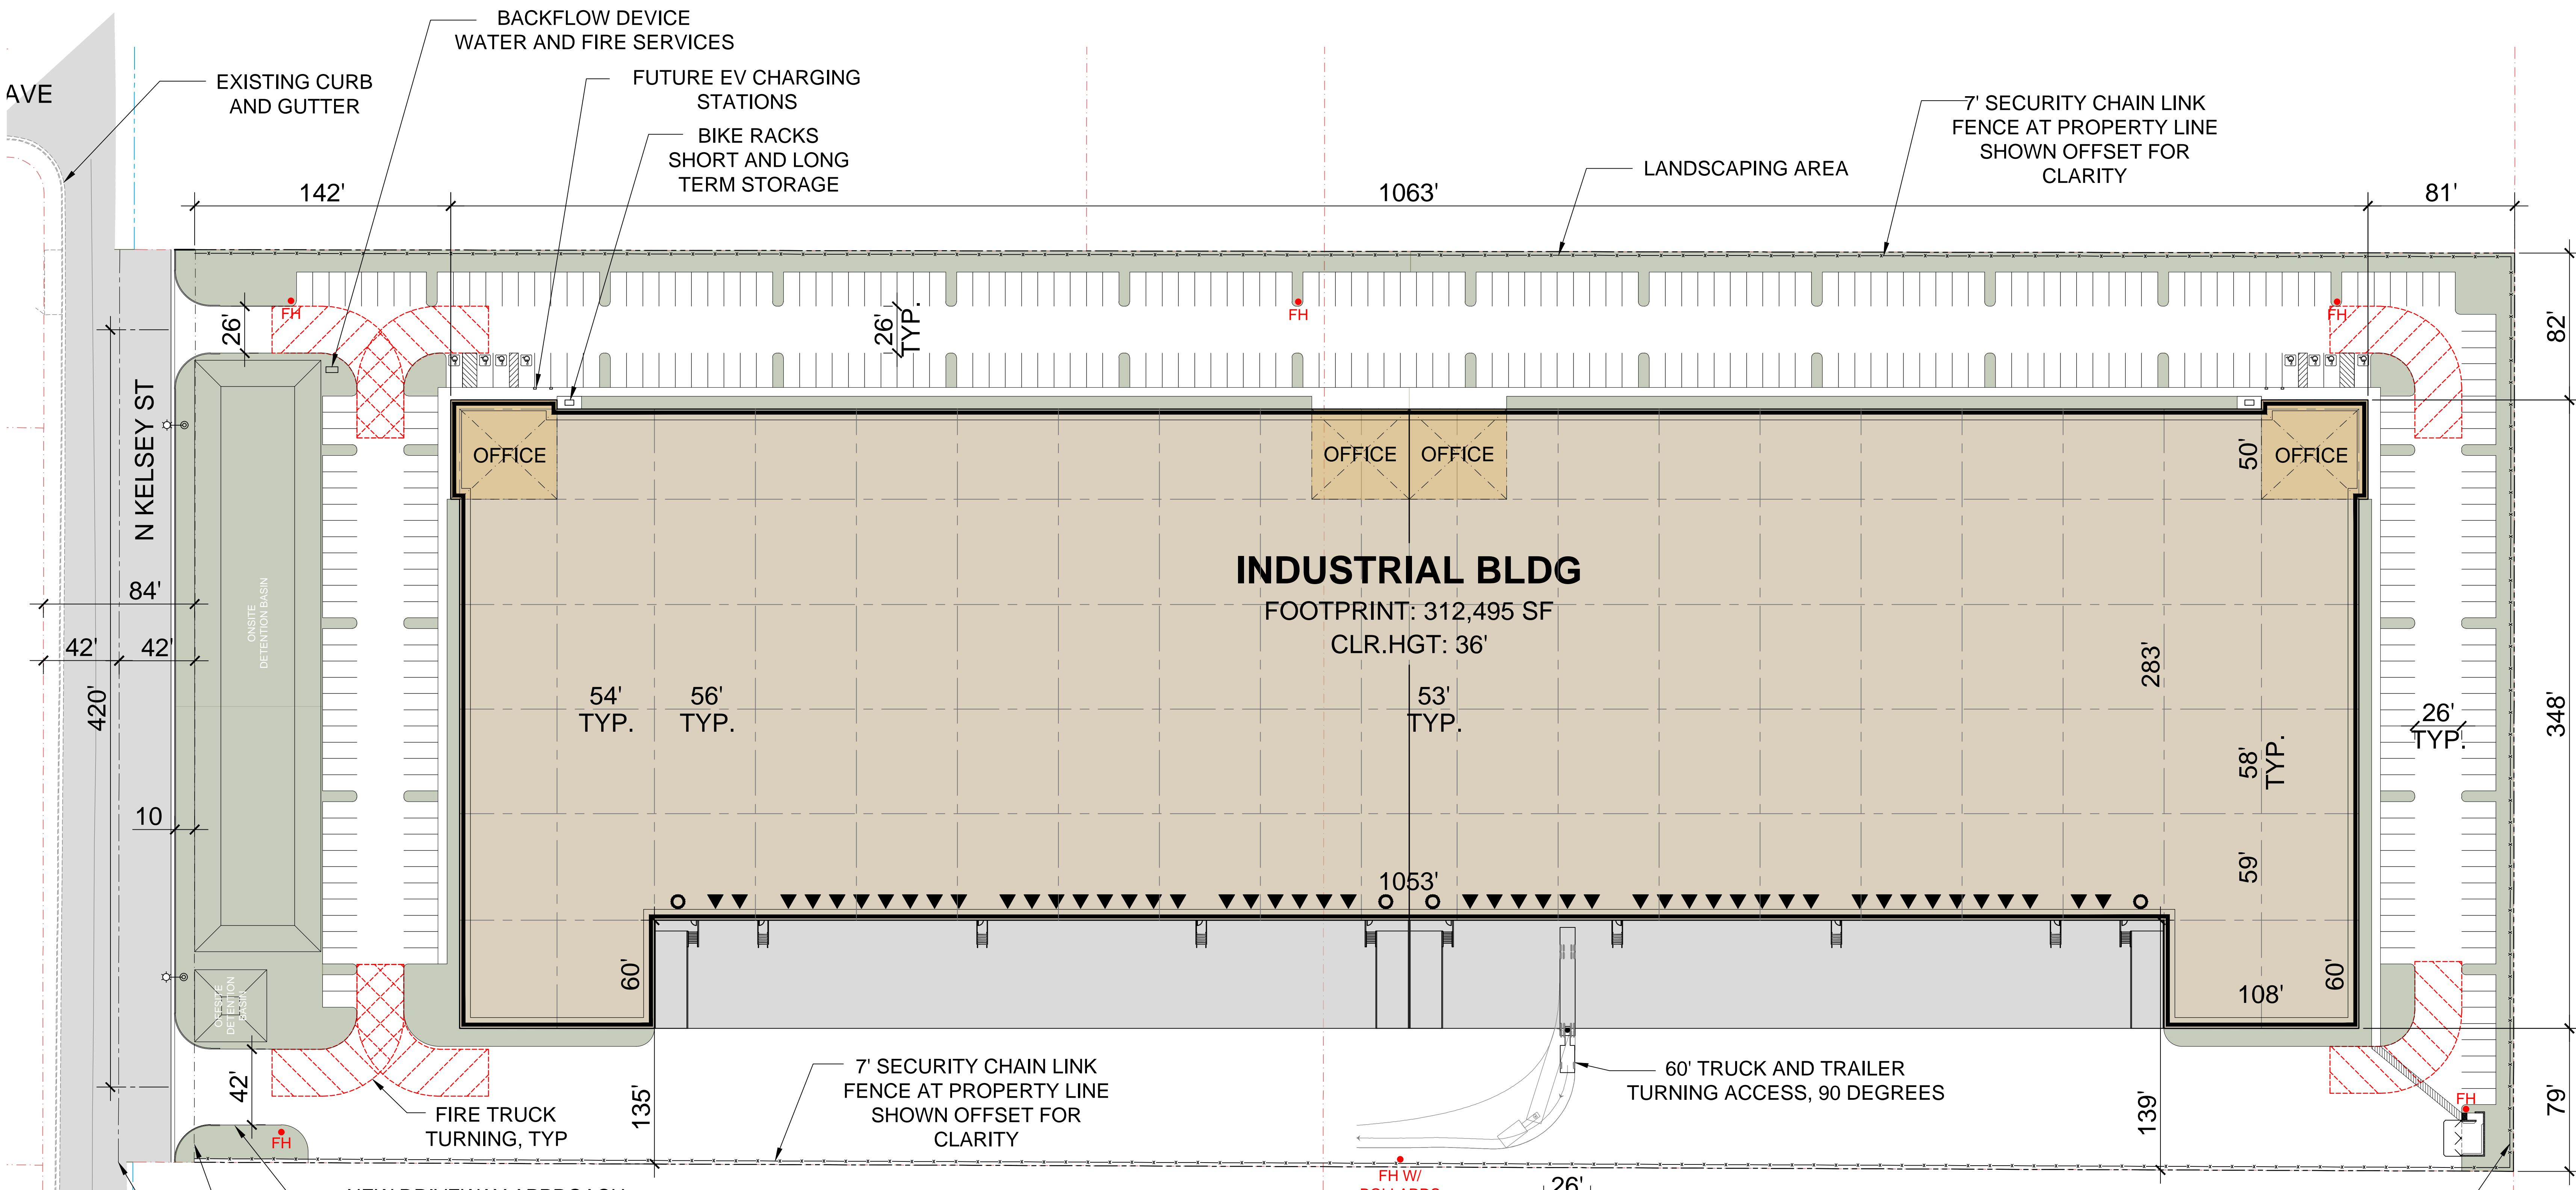 BACKFLOW DEVICE
WATER AND FIRE SERVICES
EXISTING CURB
AND GUTTER
AVE
FUTURE EV CHARGING
STATIONS
BIKE RACKS
SHORT AND LONG
TERM STORAGE
7' SECURITY CHAIN LINK
FENCE AT PROPERTY LINE
SHOWN OFFSET FOR
CLARITY
LANDSCAPING AREA
142'
1063'
81'
FH
FH
FH
26'
26'
TYP.
82'
N KELSEY ST
OFFICE
OFFICE
OFFICE
50'
OFFICE
INDUSTRIAL BLDG
FOOTPRINT: 312,495 SF
CLR.HGT: 36'
84'
ONSITE
DETENTION BASIN
42'
42'
420'
283'
54'
TYP.
56'
TYP.
53'
TYP.
348'
26'
TYP.
58'
TYP.
10
59'
1053'
60'
108'
60'
OFFSITE
DETENTION
BASIN
42'
FIRE TRUCK
TURNING, TYP
135'
7' SECURITY CHAIN LINK
FENCE AT PROPERTY LINE
SHOWN OFFSET FOR
CLARITY
60' TRUCK AND TRAILER
TURNING ACCESS, 90 DEGREES
139'
79'
FH
FH
FH W/
26'